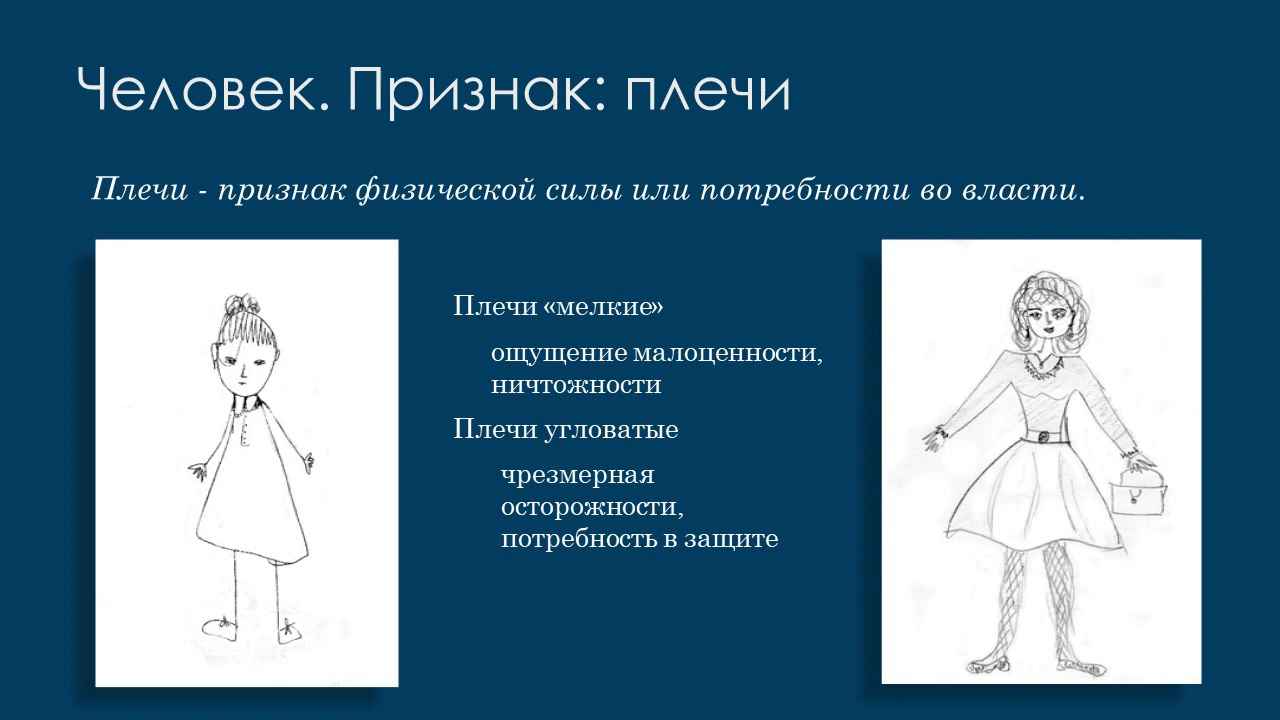 Человек. Признак: плечи
Плечи - признак физической силы или потребности во власти.
Плечи «мелкие»
ощущение малоценности,
ничтожности
Плечи угловатые
чрезмерная
осторожности,
потребность в защите